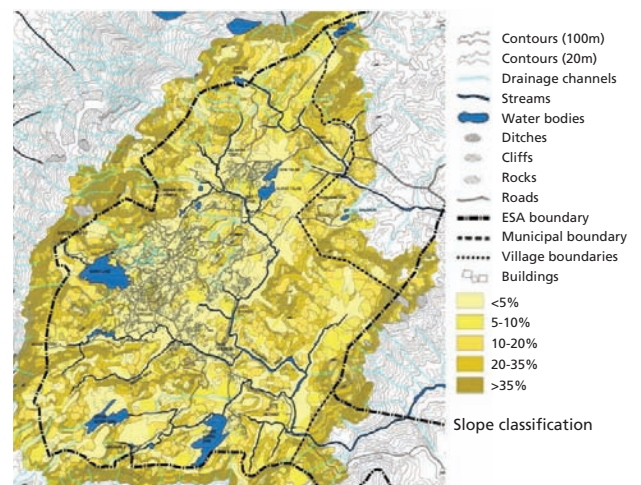 Contours (100m)
Contours (20m)
Drainage channels
Streams
Water bodies
Ditches
Cliffs
Rocks
Roads
ESA boundary
Municipal boundary
Village boundaries
Buildings
<5%
5-10%
10-20%
20-35%
>35%
Slope classification